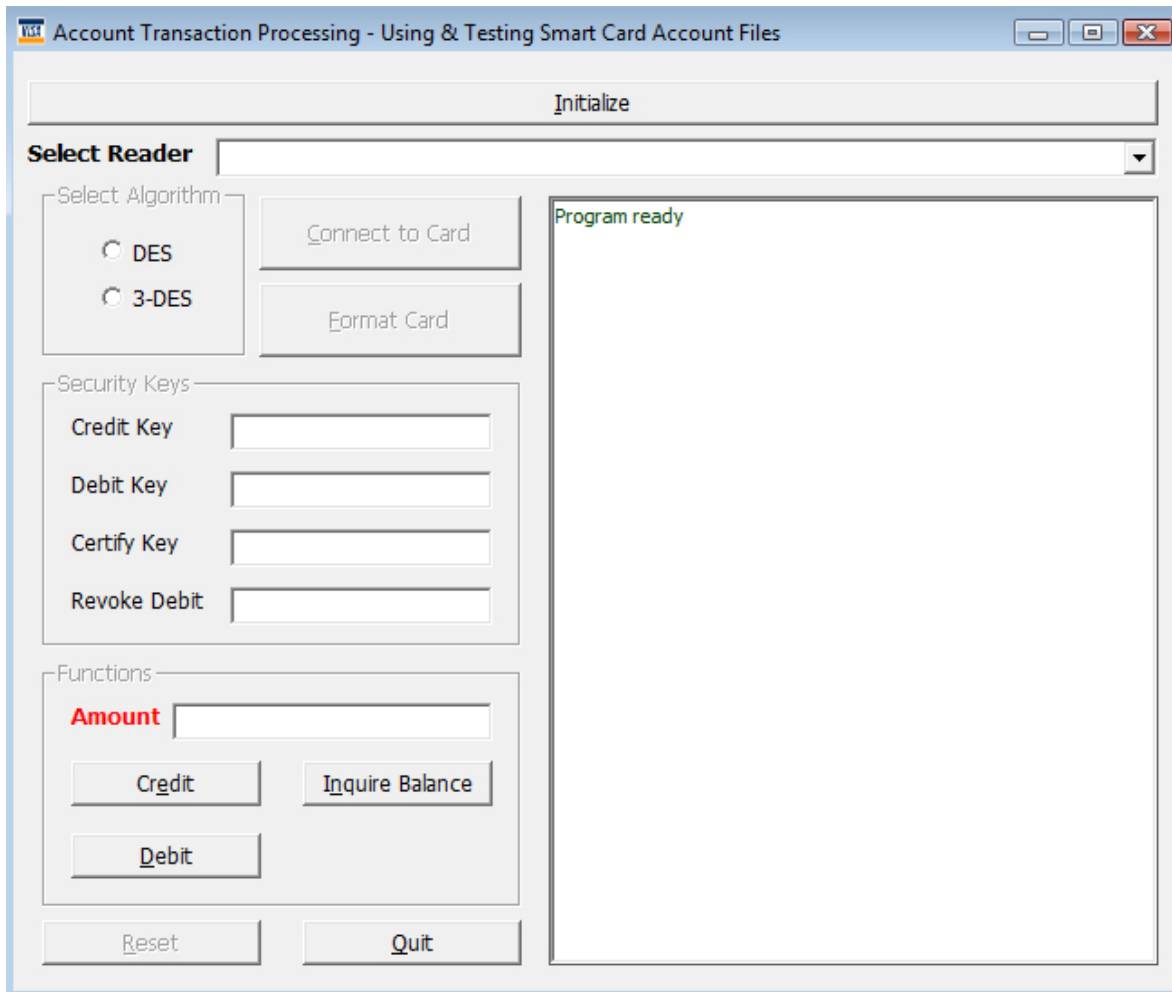 VISA Account Transaction Processing - Using & Testing Smart Card Account Files
Initialize
Select Reader
Select Algorithm
DES
3-DES
Connect to Card
Format Card
Program ready
Security Keys
Credit Key
Debit Key
Certify Key
Revoke Debit
Functions
Amount
Credit
Inquire Balance
Debit
Reset
Quit